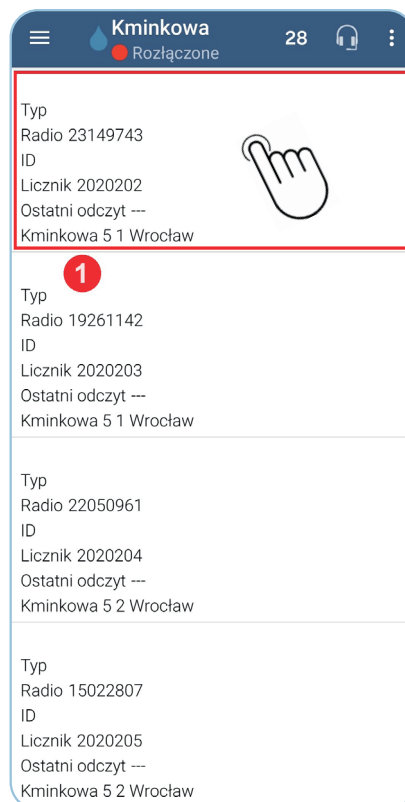 Kminkowa
Rozłączone
28
Typ
Radio 23149743
ID
Licznik 2020202
Ostatni odczyt ---
Kminkowa 5 1 Wrocław
1
Typ
Radio 19261142
ID
Licznik 2020203
Ostatni odczyt ---
Kminkowa 5 1 Wrocław
Typ
Radio 22050961
ID
Licznik 2020204
Ostatni odczyt ---
Kminkowa 5 2 Wrocław
Typ
Radio 15022807
ID
Licznik 2020205
Ostatni odczyt ---
Kminkowa 5 2 Wrocław